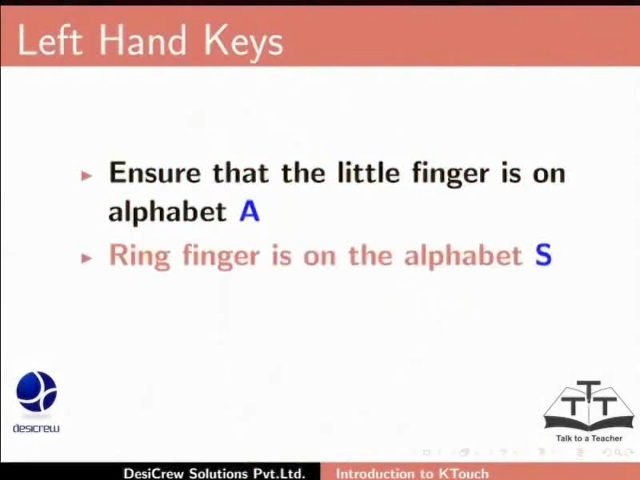 Left Hand Keys
Ensure that the little finger is on
alphabet A
Ring finger is on the alphabet S
desicrew
TTT
Talk to a Teacher
DesiCrew Solutions Pvt.Ltd. Introduction to KTouch